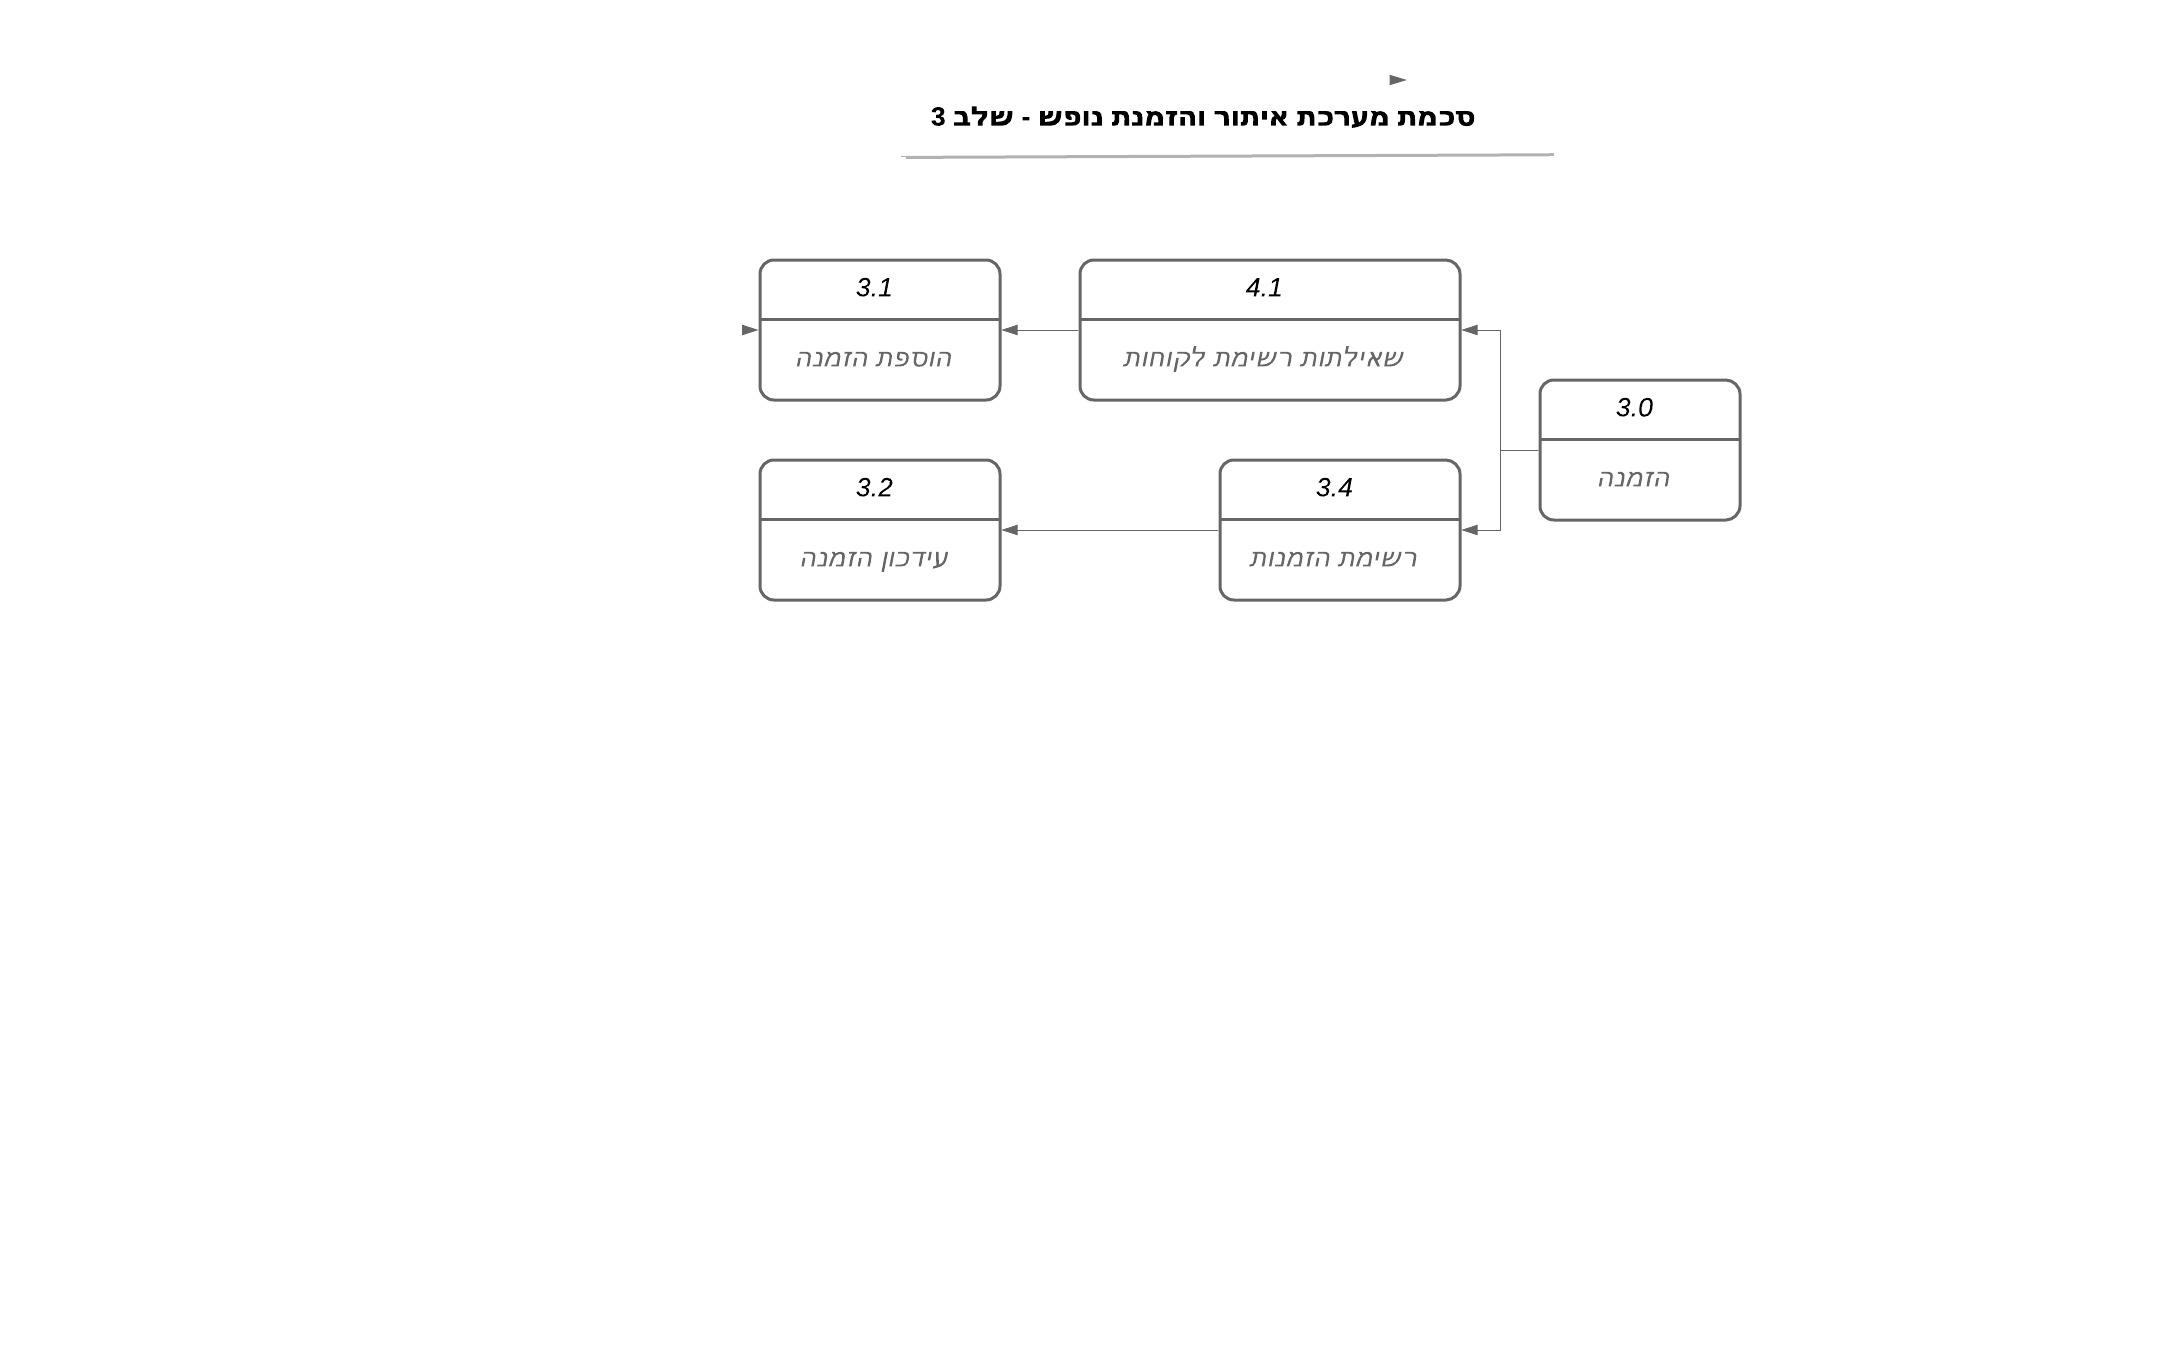 סכמת מערכת איתור והזמנת נופש - שלב 3
3.0
הזמנה
4.1
שאילתות רשימת לקוחות
3.1
הוספת הזמנה
3.4
רשימת הזמנות
3.2
עידכון הזמנה